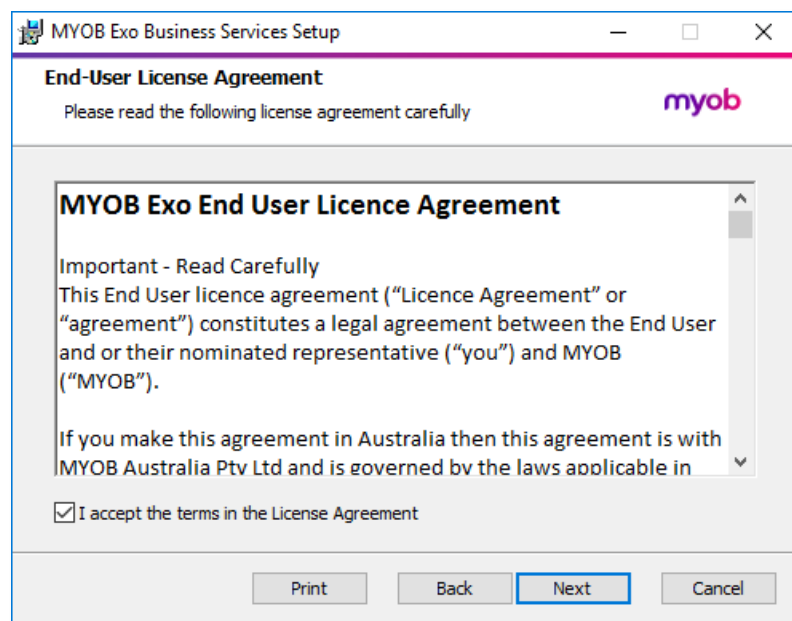 MYOB Exo Business Services Setup
End-User License Agreement
Please read the following license agreement carefully
myob
MYOB Exo End User Licence Agreement
Important - Read Carefully
This End User licence agreement (“Licence Agreement” or
“agreement”) constitutes a legal agreement between the End User
and or their nominated representative (“you”) and MYOB
(“MYOB”).
If you make this agreement in Australia then this agreement is with
MYOB Australia Pty Ltd and is governed by the laws applicable in
I accept the terms in the License Agreement
Print Back Next Cancel